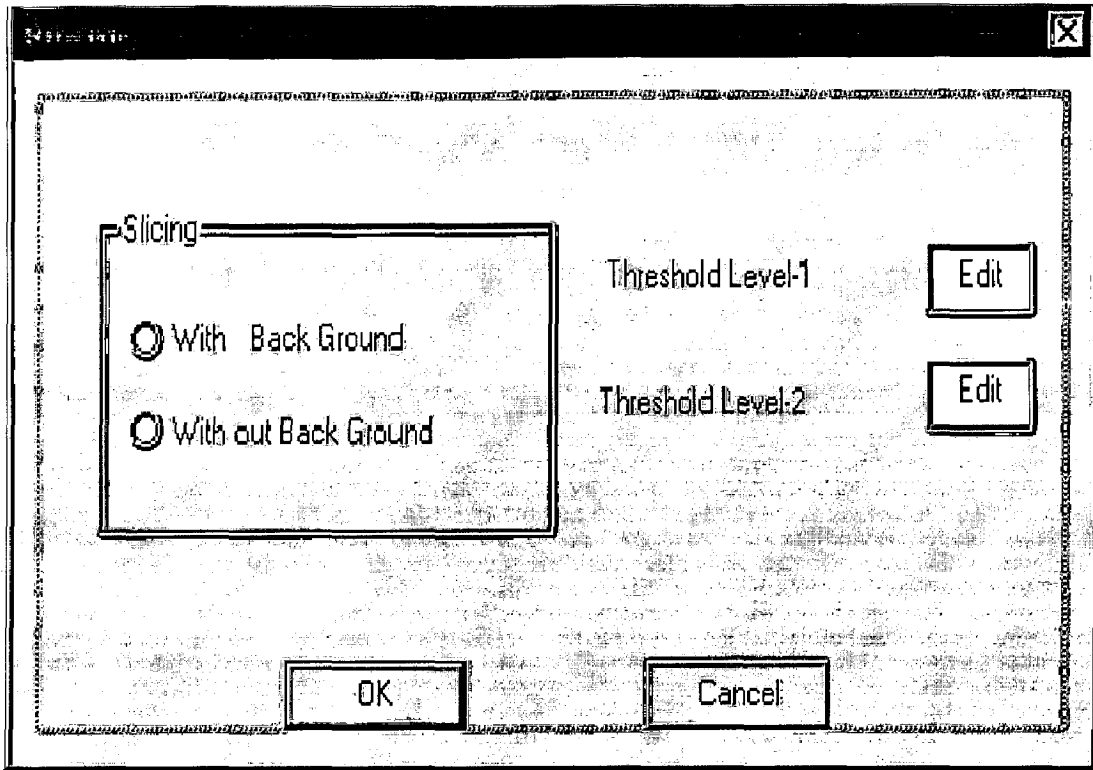 Slicing
With Back Ground
With out Back Ground
Threshold Level-1
Edit
Threshold Level-2
Edit
OK
Cancel